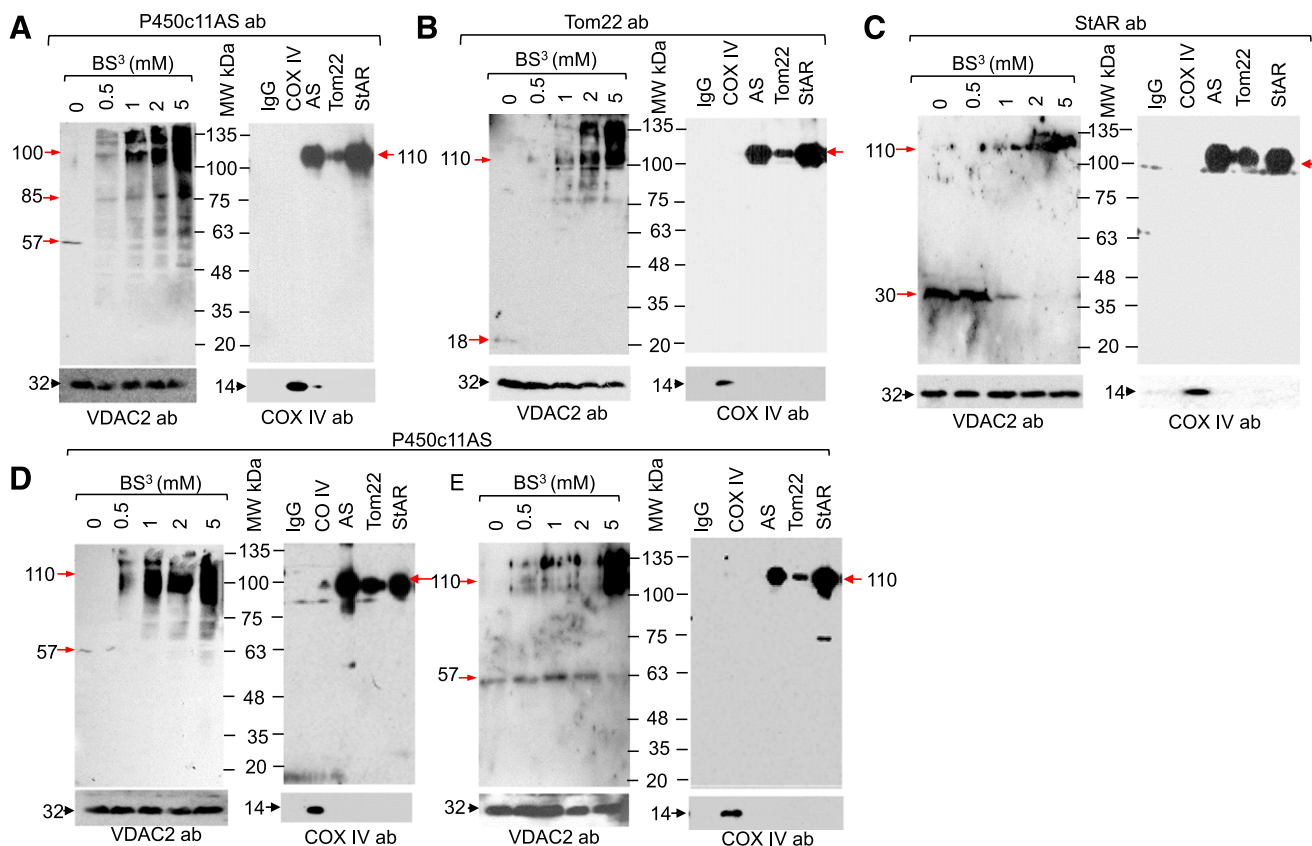 A
P450c11AS ab
BS³ (mM)
0 0.5 1 2 5
MW kDa
IgG COX IV AS Tom22 StAR
135
100
75
63
48
35
20
100
85
57
110
32
14
VDAC2 ab
COX IV ab
B
Tom22 ab
BS³ (mM)
0 0.5 1 2 5
MW kDa
IgG COX IV AS Tom22 StAR
135
100
75
63
48
35
20
110
18
32
14
VDAC2 ab
COX IV ab
C
StAR ab
BS³ (mM)
0 0.5 1 2 5
MW kDa
IgG COX IV AS Tom22 StAR
135
100
75
63
48
35
20
110
30
32
14
VDAC2 ab
COX IV ab
P450c11AS
D
BS³ (mM)
0 0.5 1 2 5
MW kDa
IgG CO IV AS Tom22 StAR
135
100
75
63
48
35
20
110
57
32
14
VDAC2 ab
COX IV ab
E
BS³ (mM)
0 0.5 1 2 5
MW kDa
IgG COX IV AS Tom22 StAR
135
100
75
63
48
35
20
110
57
110
32
14
VDAC2 ab
COX IV ab